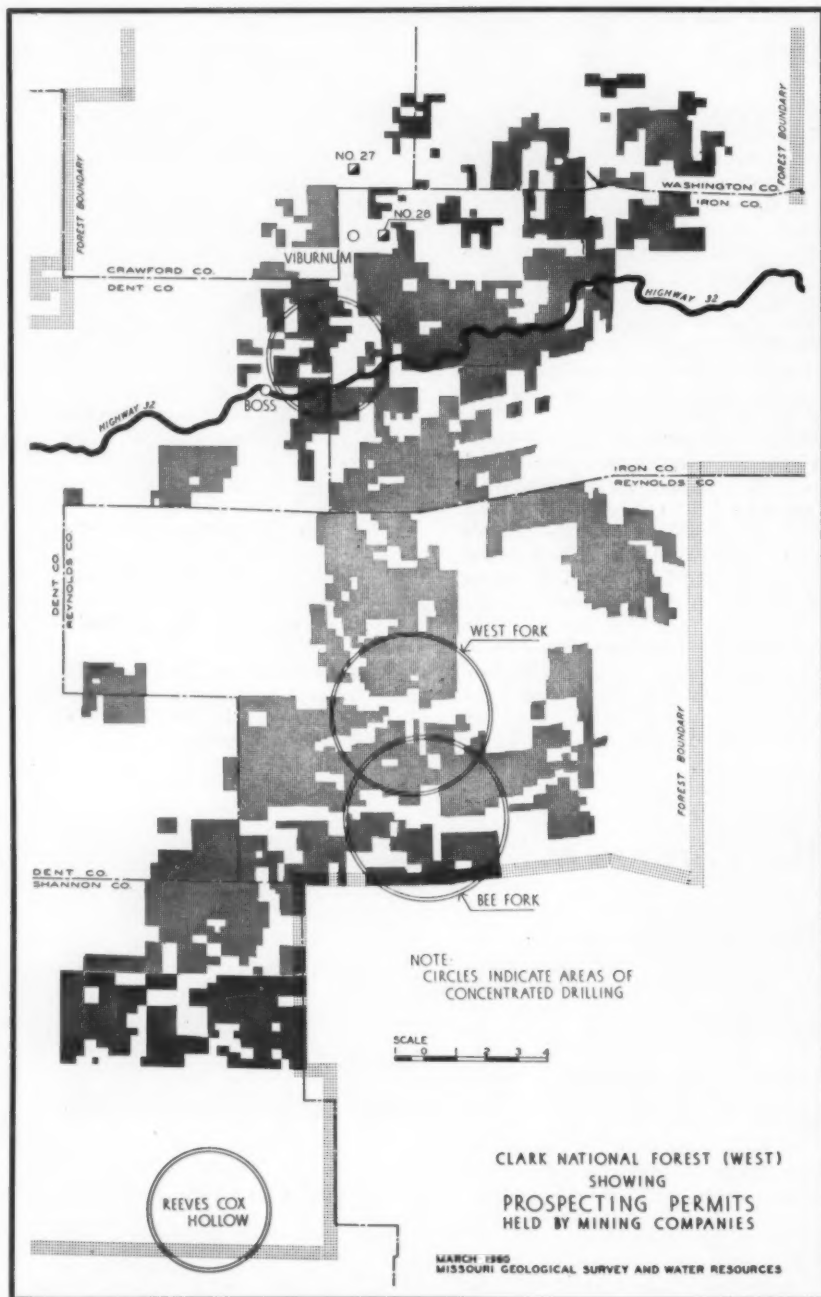 NO. 27
FOREST BOUNDARY
FOREST BOUNDARY
WASHINGTON CO.
IRON CO.
NO. 28
VIBURNUM
CRAWFORD CO.
DENT CO.
HIGHWAY 32
BOSS
HIGHWAY 32
IRON CO.
REYNOLDS CO.
DENT CO.
REYNOLDS CO.
WEST FORK
FOREST BOUNDARY
DENT CO.
SHANNON CO.
BEE FORK
NOTE:
CIRCLES INDICATE AREAS OF
CONCENTRATED DRILLING
SCALE
1 0 1 2 3 4
REEVES COX
HOLLOW
CLARK NATIONAL FOREST (WEST)
SHOWING
PROSPECTING PERMITS
HELD BY MINING COMPANIES
MARCH 1960
MISSOURI GEOLOGICAL SURVEY AND WATER RESOURCES